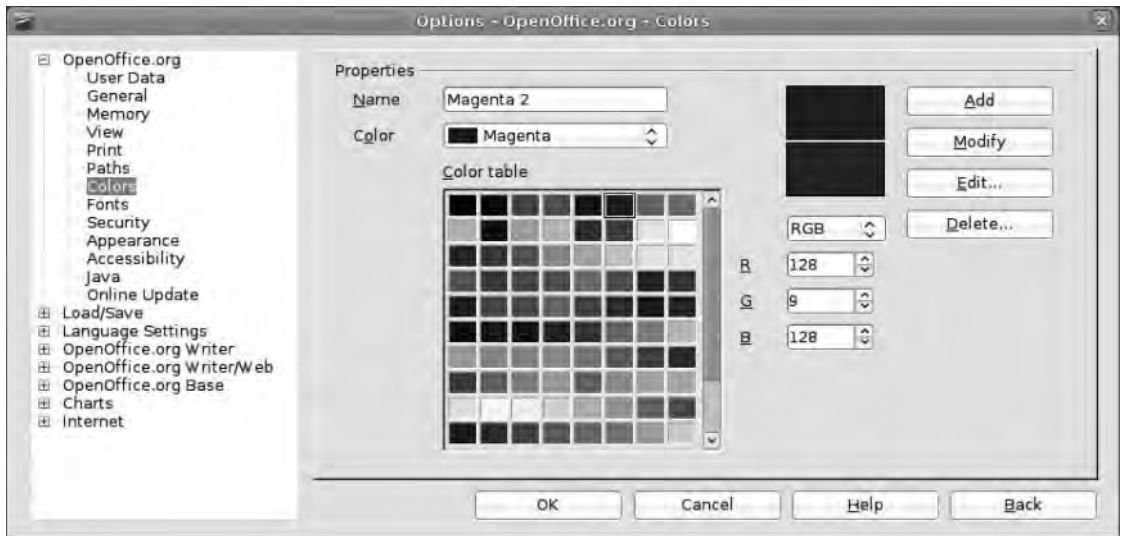 Options - OpenOffice.org - Colors
OpenOffice.org
User Data
General
Memory
View
Print
Paths
Colors
Fonts
Security
Appearance
Accessibility
Java
Online Update
Load/Save
Language Settings
OpenOffice.org Writer
OpenOffice.org Writer/Web
OpenOffice.org Base
Charts
Internet
Properties
Name
Magenta 2
Color
Magenta
Color table
RGB
R
128
G
9
B
128
Add
Modify
Edit...
Delete...
OK
Cancel
Help
Back